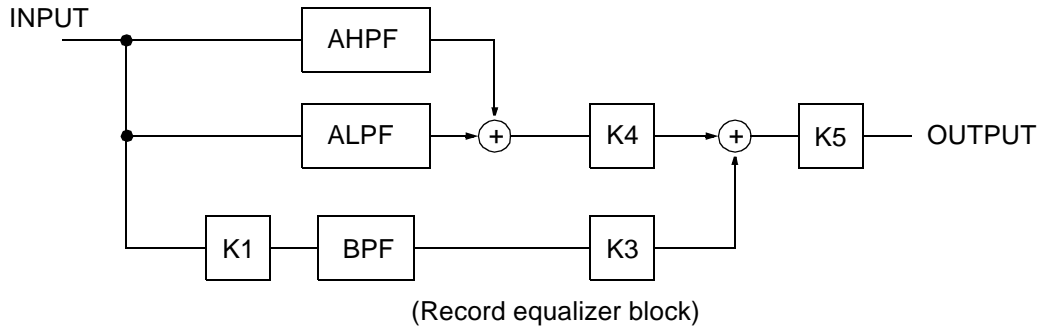 INPUT
AHPF
ALPF
+
K4
+
K5
OUTPUT
K1
BPF
K3
(Record equalizer block)